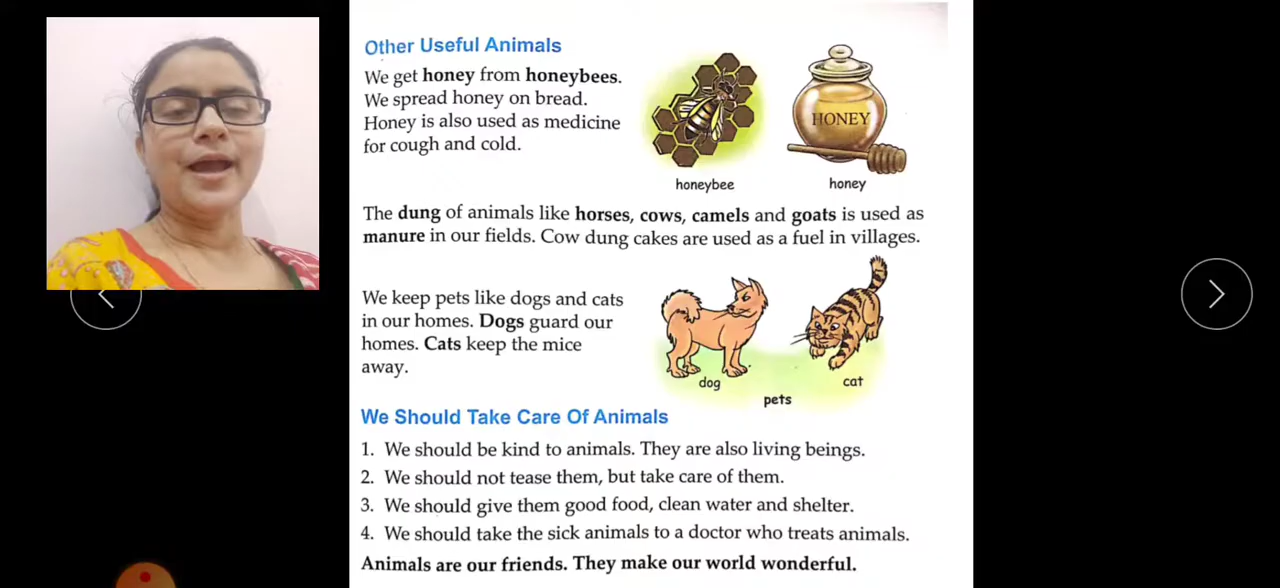 Other Useful Animals
We get honey from honeybees.
We spread honey on bread.
Honey is also used as medicine
for cough and cold.
HONEY
honeybee
honey
The dung of animals like horses, cows, camels and goats is used as
manure in our fields. Cow dung cakes are used as a fuel in villages.
We keep pets like dogs and cats
in our homes. Dogs guard our
homes. Cats keep the mice
away.
dog
cat
pets
We Should Take Care Of Animals
1. We should be kind to animals. They are also living beings.
2. We should not tease them, but take care of them.
3. We should give them good food, clean water and shelter.
4. We should take the sick animals to a doctor who treats animals.
Animals are our friends. They make our world wonderful.